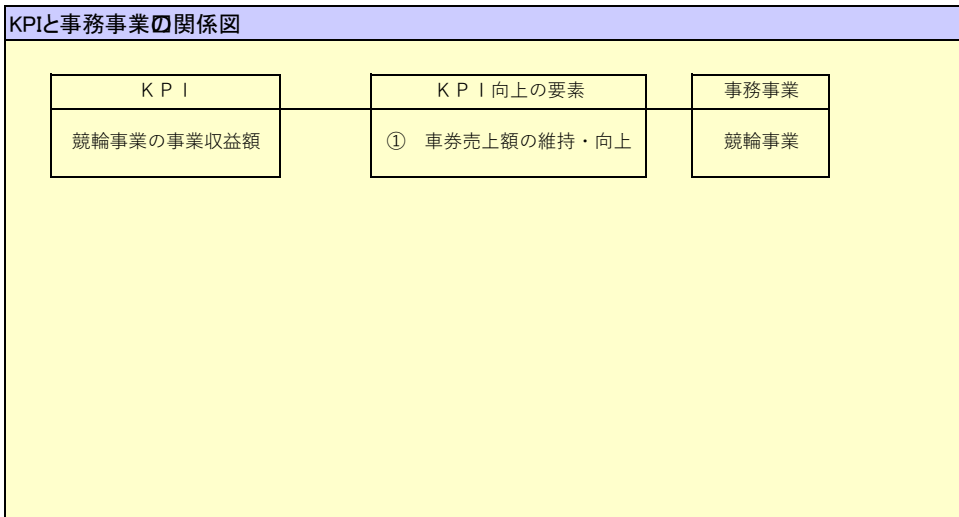 KPIと事務事業の関係図
ＫＰＩ
ＫＰＩ向上の要素
事務事業
競輪事業の事業収益額
①　車券売上額の維持・向上
競輪事業